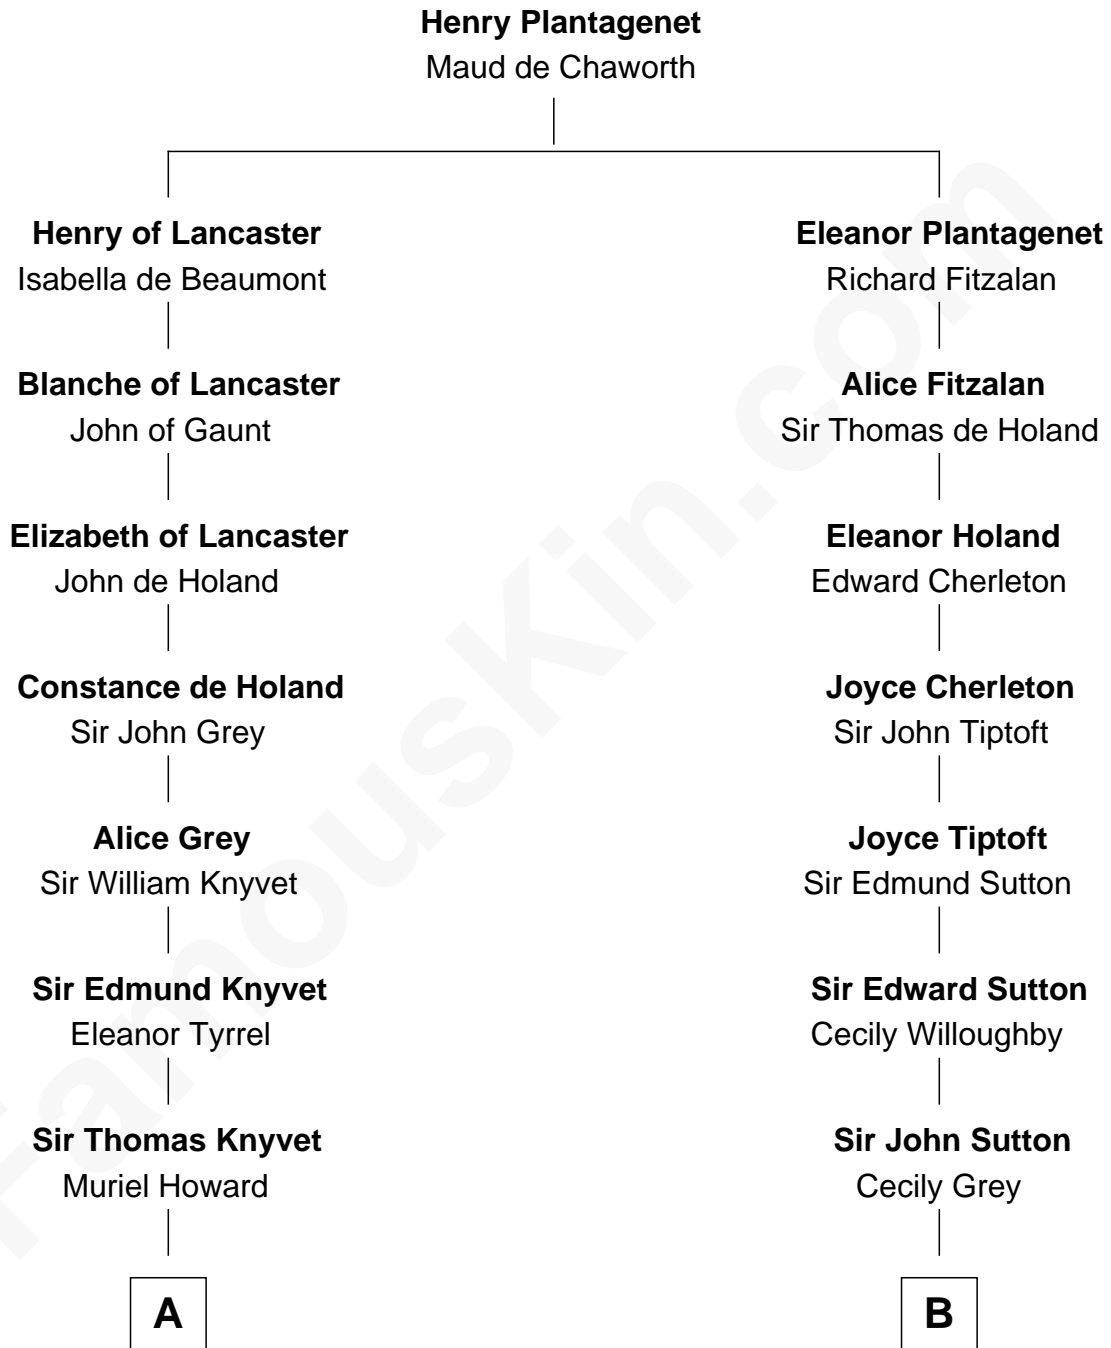 Henry Plantagenet
Maud de Chaworth
Henry of Lancaster
Isabella de Beaumont
Eleanor Plantagenet
Richard Fitzalan
Blanche of Lancaster
John of Gaunt
Alice Fitzalan
Sir Thomas de Holand
Elizabeth of Lancaster
John de Holand
Eleanor Holand
Edward Cherleton
Constance de Holand
Sir John Grey
Joyce Cherleton
Sir John Tiptoft
Alice Grey
Sir William Knyvet
Joyce Tiptoft
Sir Edmund Sutton
Sir Edmund Knyvet
Eleanor Tyrrel
Sir Edward Sutton
Cecily Willoughby
Sir Thomas Knyvet
Muriel Howard
Sir John Sutton
Cecily Grey
A
B
FamousKin.com